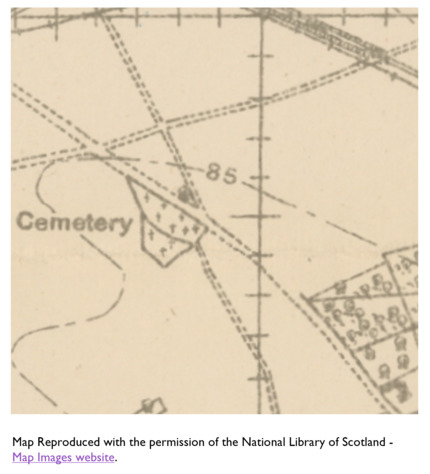 85
Cemetery
Map Reproduced with the permission of the National Library of Scotland -
Map Images website.